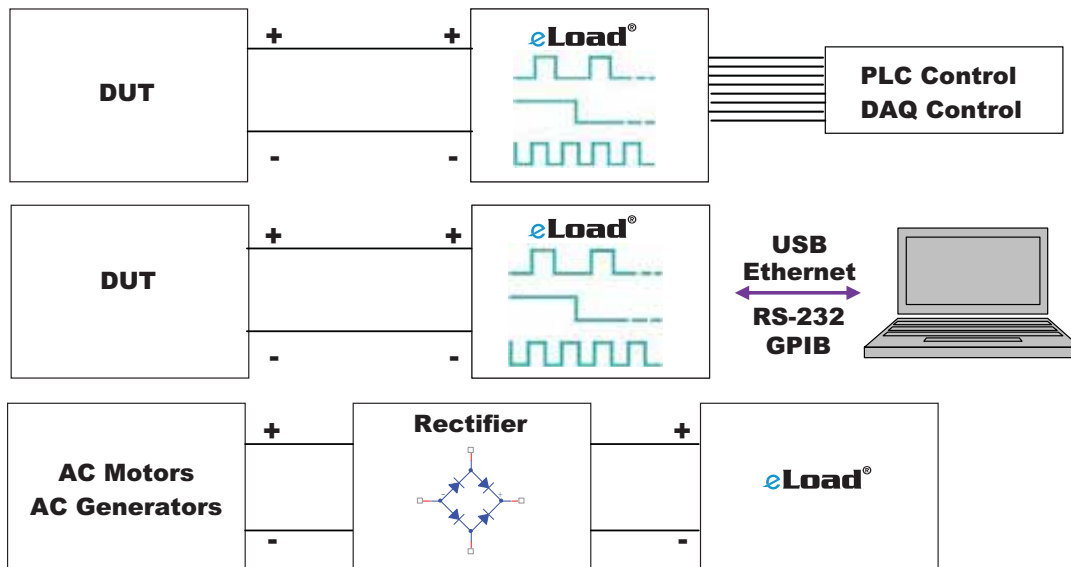 DUT
+
+
-
-
eLoad®
PLC Control
DAQ Control
DUT
+
+
-
-
eLoad®
USB
Ethernet
RS-232
GPIB
AC Motors
AC Generators
+
-
Rectifier
-
+
+
-
eLoad®